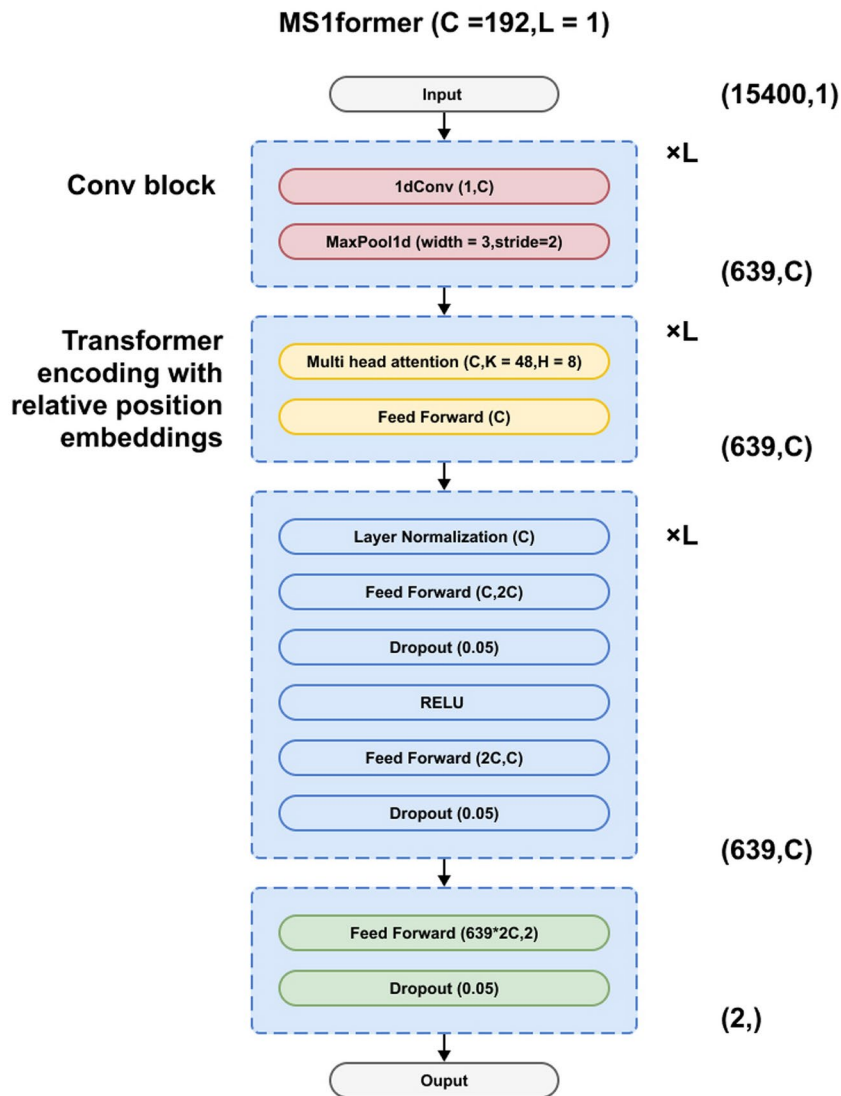 MS1former (C =192,L = 1)
Input
(15400,1)
×L
Conv block
1dConv (1,C)
MaxPool1d (width = 3,stride=2)
(639,C)
×L
Transformer
encoding with
relative position
embeddings
Multi head attention (C,K = 48,H = 8)
Feed Forward (C)
(639,C)
×L
Layer Normalization (C)
Feed Forward (C,2C)
Dropout (0.05)
RELU
Feed Forward (2C,C)
Dropout (0.05)
(639,C)
Feed Forward (639*2C,2)
Dropout (0.05)
(2,)
Ouput